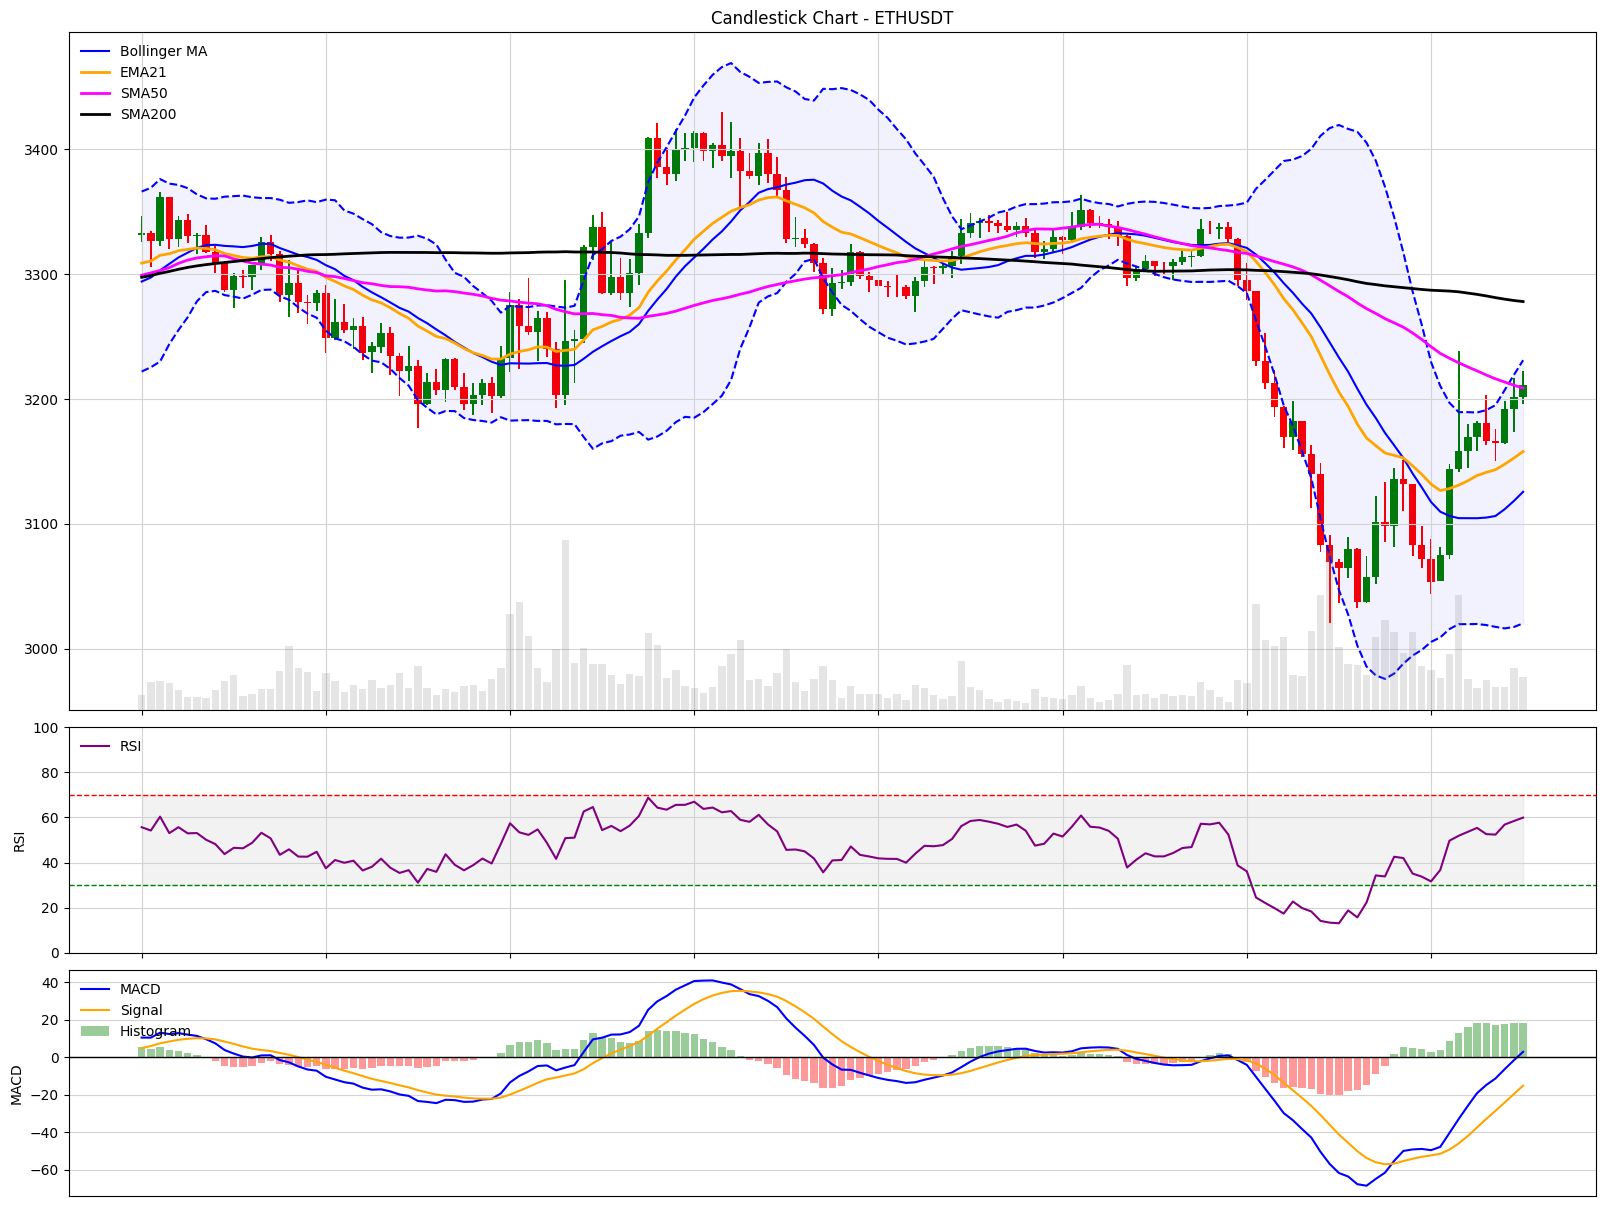 Candlestick Chart - ETHUSDT
Bollinger MA
EMA21
SMA50
SMA200
3400
3300
3200
3100
3000
100
80
60
40
20
0
RSI
RSI
40
20
0
−20
−40
−60
MACD
MACD
Signal
Histogram